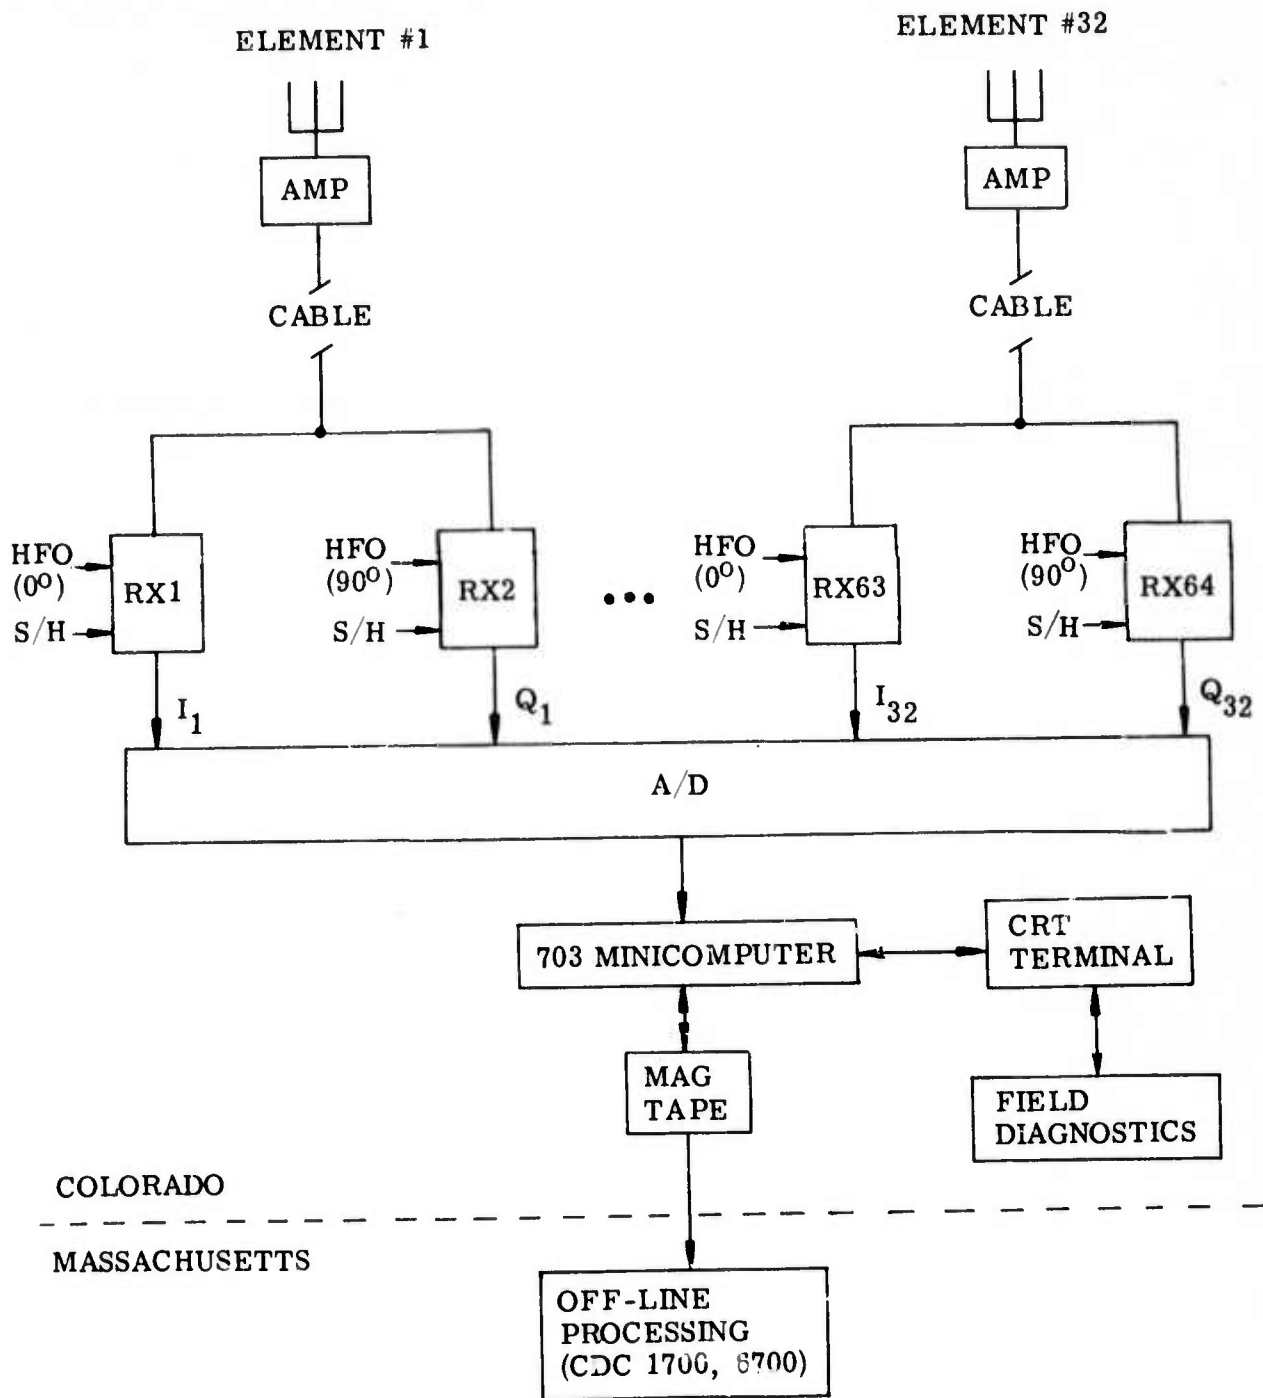 ELEMENT #1
ELEMENT #32
AMP
AMP
CABLE
CABLE
HFO
(0°)
S/H
RX1
HFO
(90°)
S/H
RX2
•••
HFO
(0°)
S/H
RX63
HFO
(90°)
S/H
RX64
I1
Q1
I32
Q32
A/D
703 MINICOMPUTER
CRT
TERMINAL
MAG
TAPE
FIELD
DIAGNOSTICS
COLORADO
MASSACHUSETTS
OFF-LINE
PROCESSING
(CDC 1700, 6700)